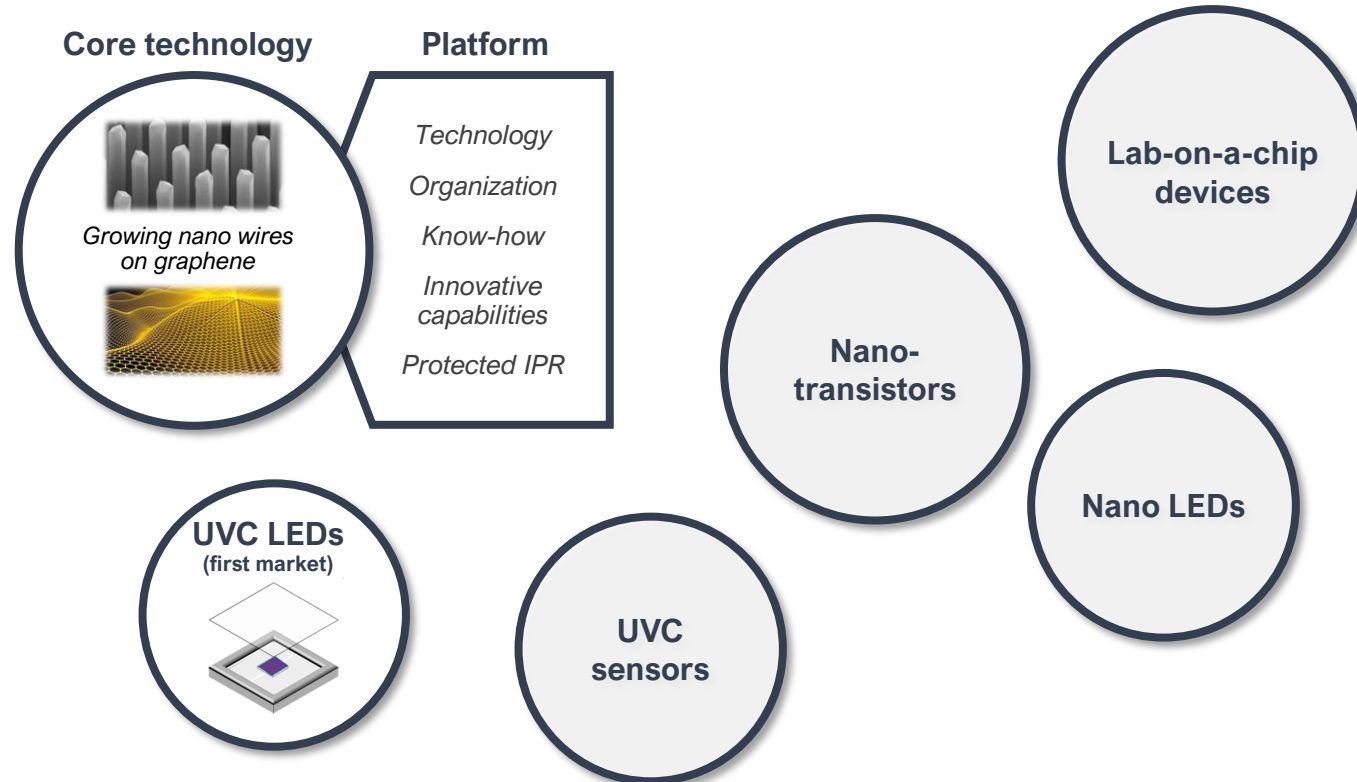 Core technology
Platform
Growing nano wires
on graphene
Technology
Organization
Know-how
Innovative
capabilities
Protected IPR
Lab-on-a-chip
devices
Nano-
transistors
Nano LEDs
UVC LEDs
(first market)
UVC
sensors